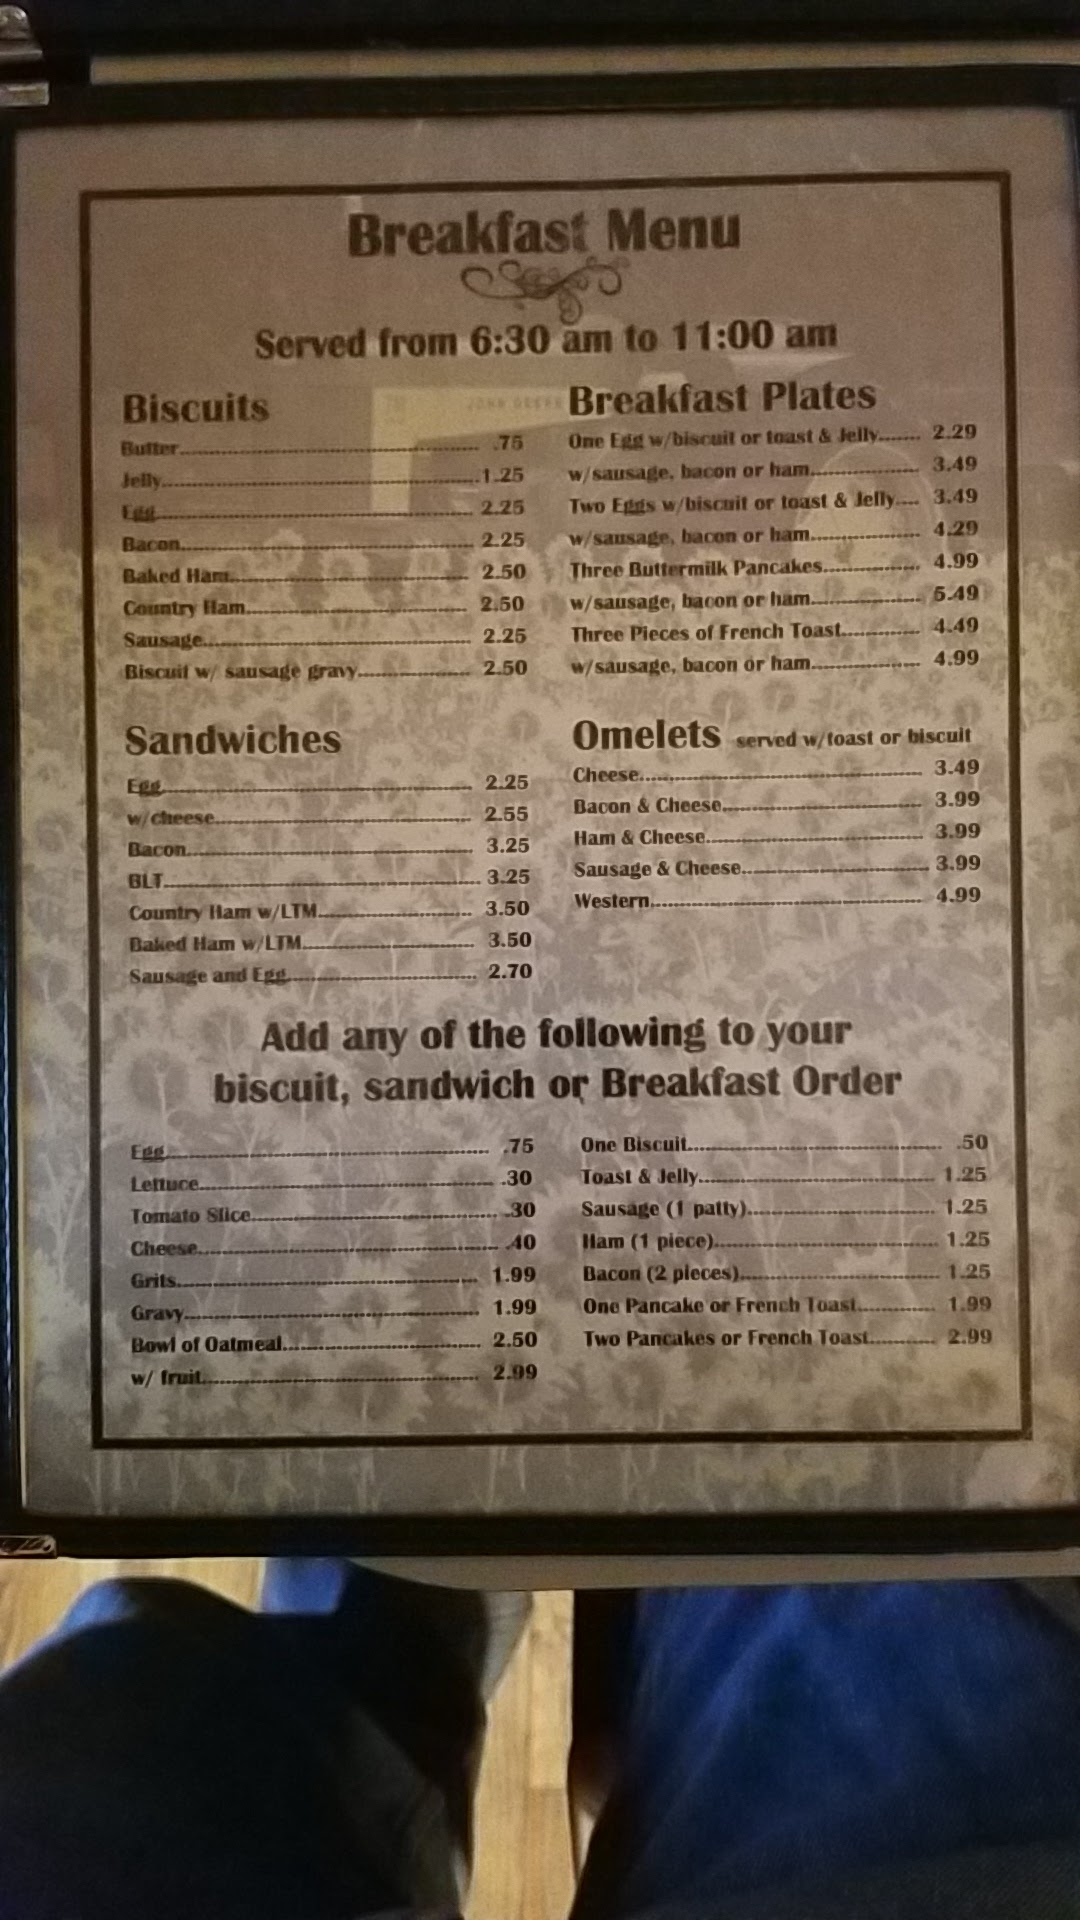 Breakfast Menu
Served from 6:30 am to 11:00 am
Biscuits
Butter .75
Jelly 1.25
Egg 2.25
Bacon 2.25
Baked Ham 2.50
Country Ham 2.50
Sausage 2.25
Biscuit w/ sausage gravy 2.50
Sandwiches
Egg 2.25
w/cheese 2.55
Bacon 3.25
BLT 3.25
Country Ham w/LTM 3.50
Baked Ham w/LTM 3.50
Sausage and Egg 2.70
Breakfast Plates
One Egg w/biscuit or toast & Jelly 2.29
w/sausage, bacon or ham 3.49
Two Eggs w/biscuit or toast & Jelly 3.49
w/sausage, bacon or ham 4.29
Three Buttermilk Pancakes 4.99
w/sausage, bacon or ham 5.49
Three Pieces of French Toast 4.49
w/sausage, bacon or ham 4.99
Omelets served w/toast or biscuit
Cheese 3.49
Bacon & Cheese 3.99
Ham & Cheese 3.99
Sausage & Cheese 3.99
Western 4.99
Add any of the following to your
biscuit, sandwich or Breakfast Order
Egg .75
Lettuce .30
Tomato Slice .30
Cheese .40
Grits 1.99
Gravy 1.99
Bowl of Oatmeal 2.50
w/ fruit 2.99
One Biscuit .50
Toast & Jelly 1.25
Sausage (1 patty) 1.25
Ham (1 piece) 1.25
Bacon (2 pieces) 1.25
One Pancake or French Toast 1.99
Two Pancakes or French Toast 2.99